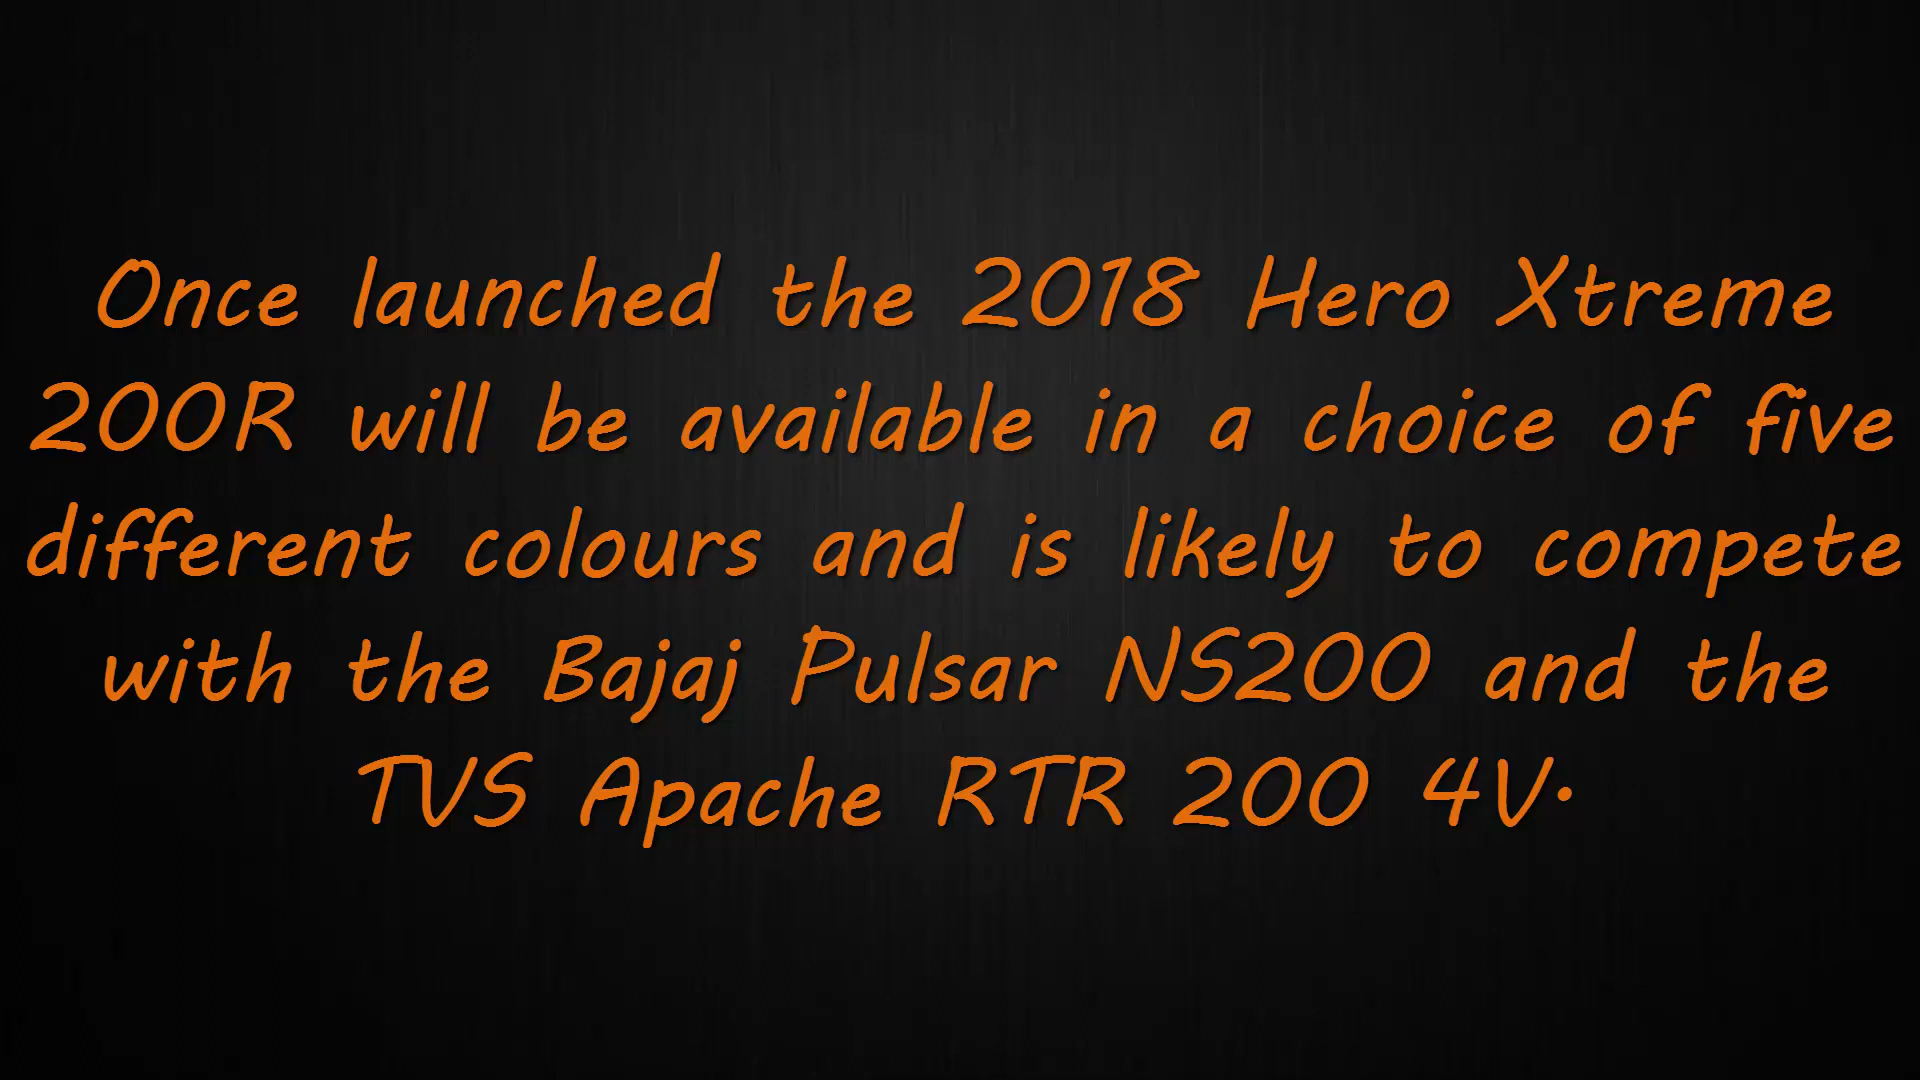 Once launched the 2018 Hero Xtreme
200R will be available in a choice of five
different colours and is likely to compete
with the Bajaj Pulsar NS200 and the
TVS Apache RTR 200 4V.